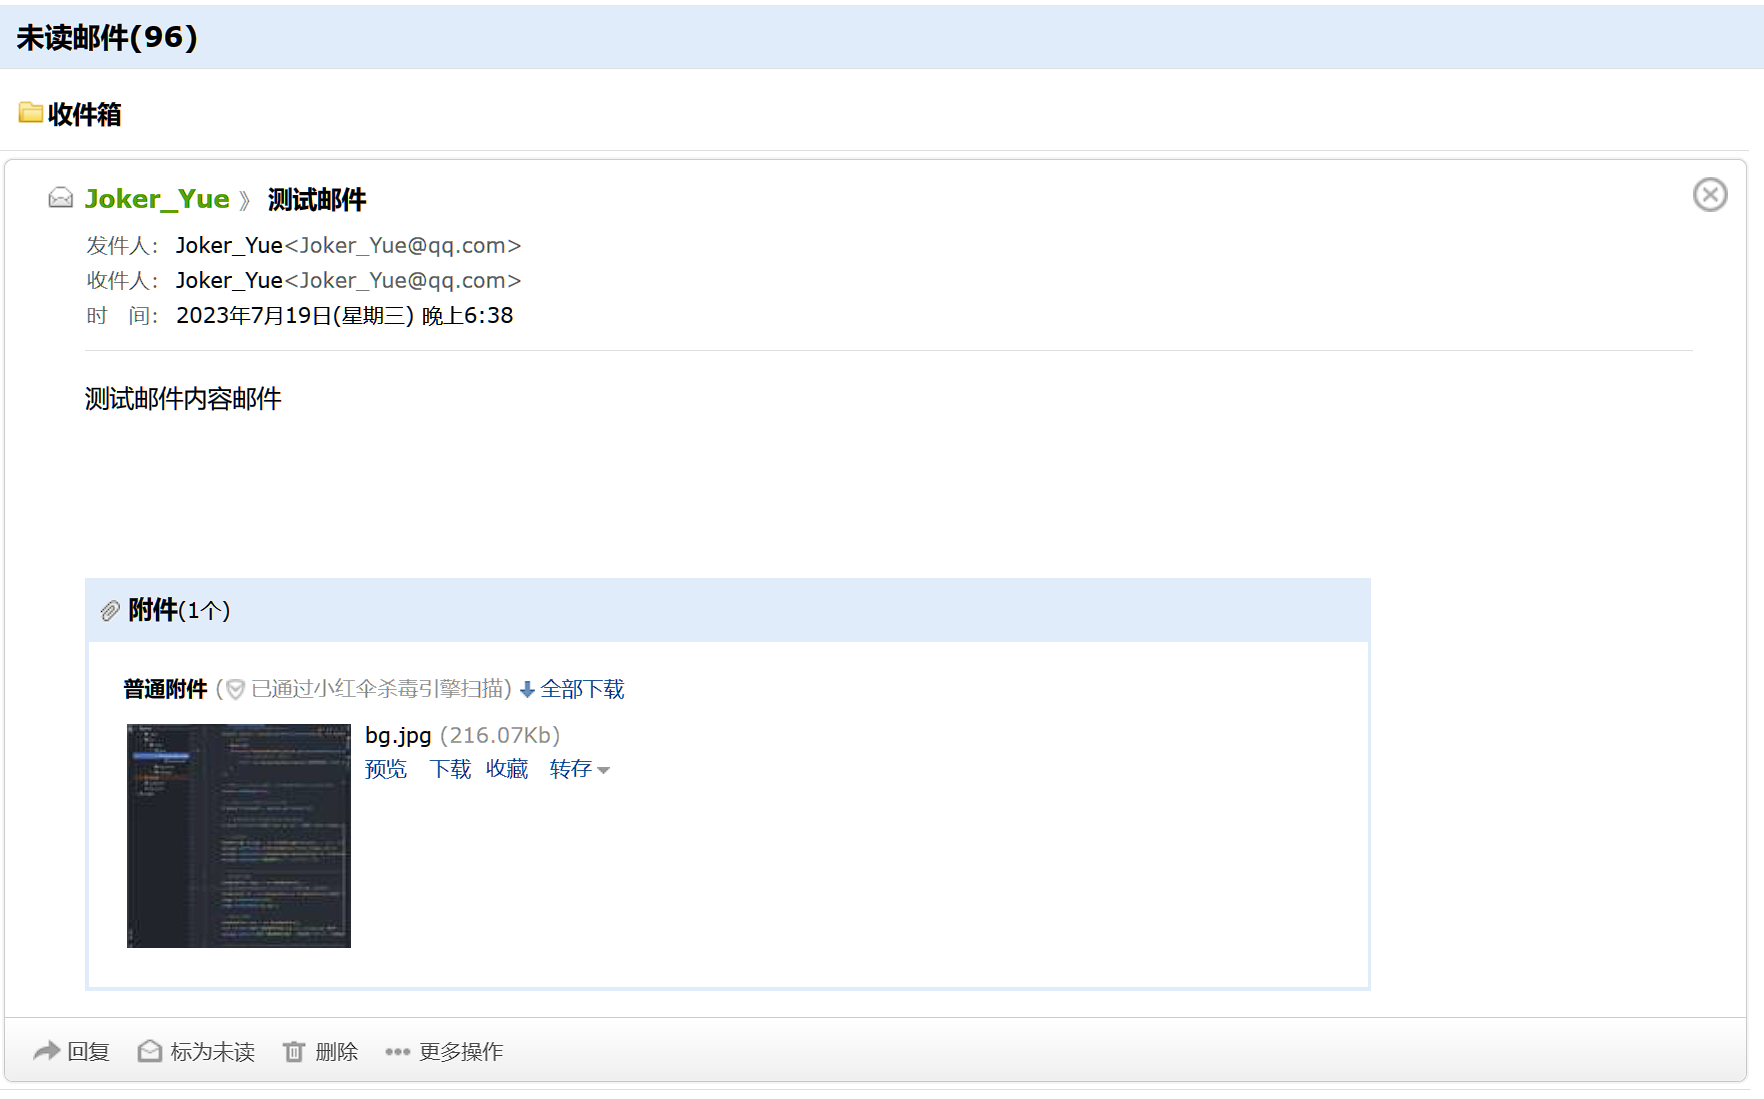 未读邮件(96)
收件箱
Joker_Yue 》 测试邮件
发件人： Joker_Yue<Joker_Yue@qq.com>
收件人： Joker_Yue<Joker_Yue@qq.com>
时 间： 2023年7月19日(星期三) 晚上6:38
测试邮件内容邮件
附件(1个)
普通附件 (已通过小红伞杀毒引擎扫描) 全部下载
bg.jpg (216.07Kb)
预览 下载 收藏 转存
回复 标为未读 删除 更多操作